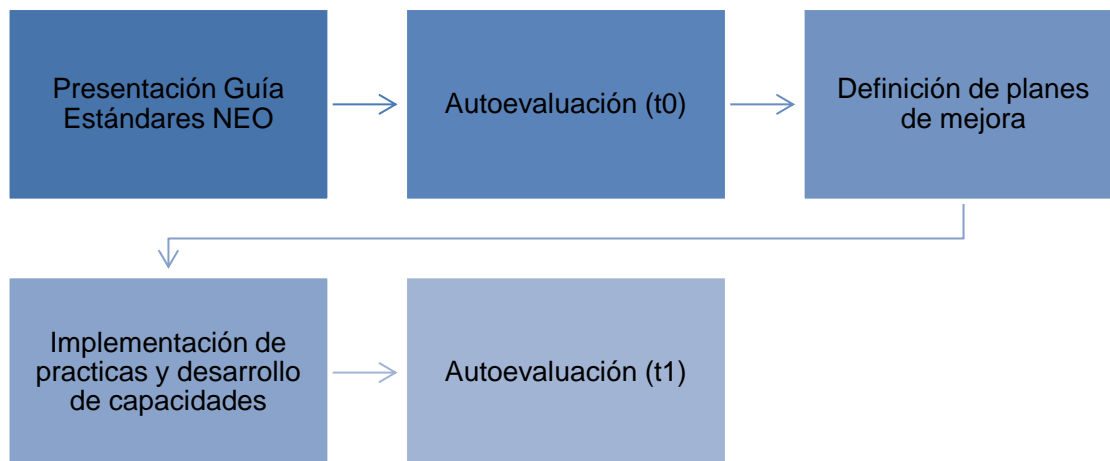 Presentación Guía
Estándares NEO
Autoevaluación (t0)
Definición de planes
de mejora
Implementación de
practicas y desarrollo
de capacidades
Autoevaluación (t1)